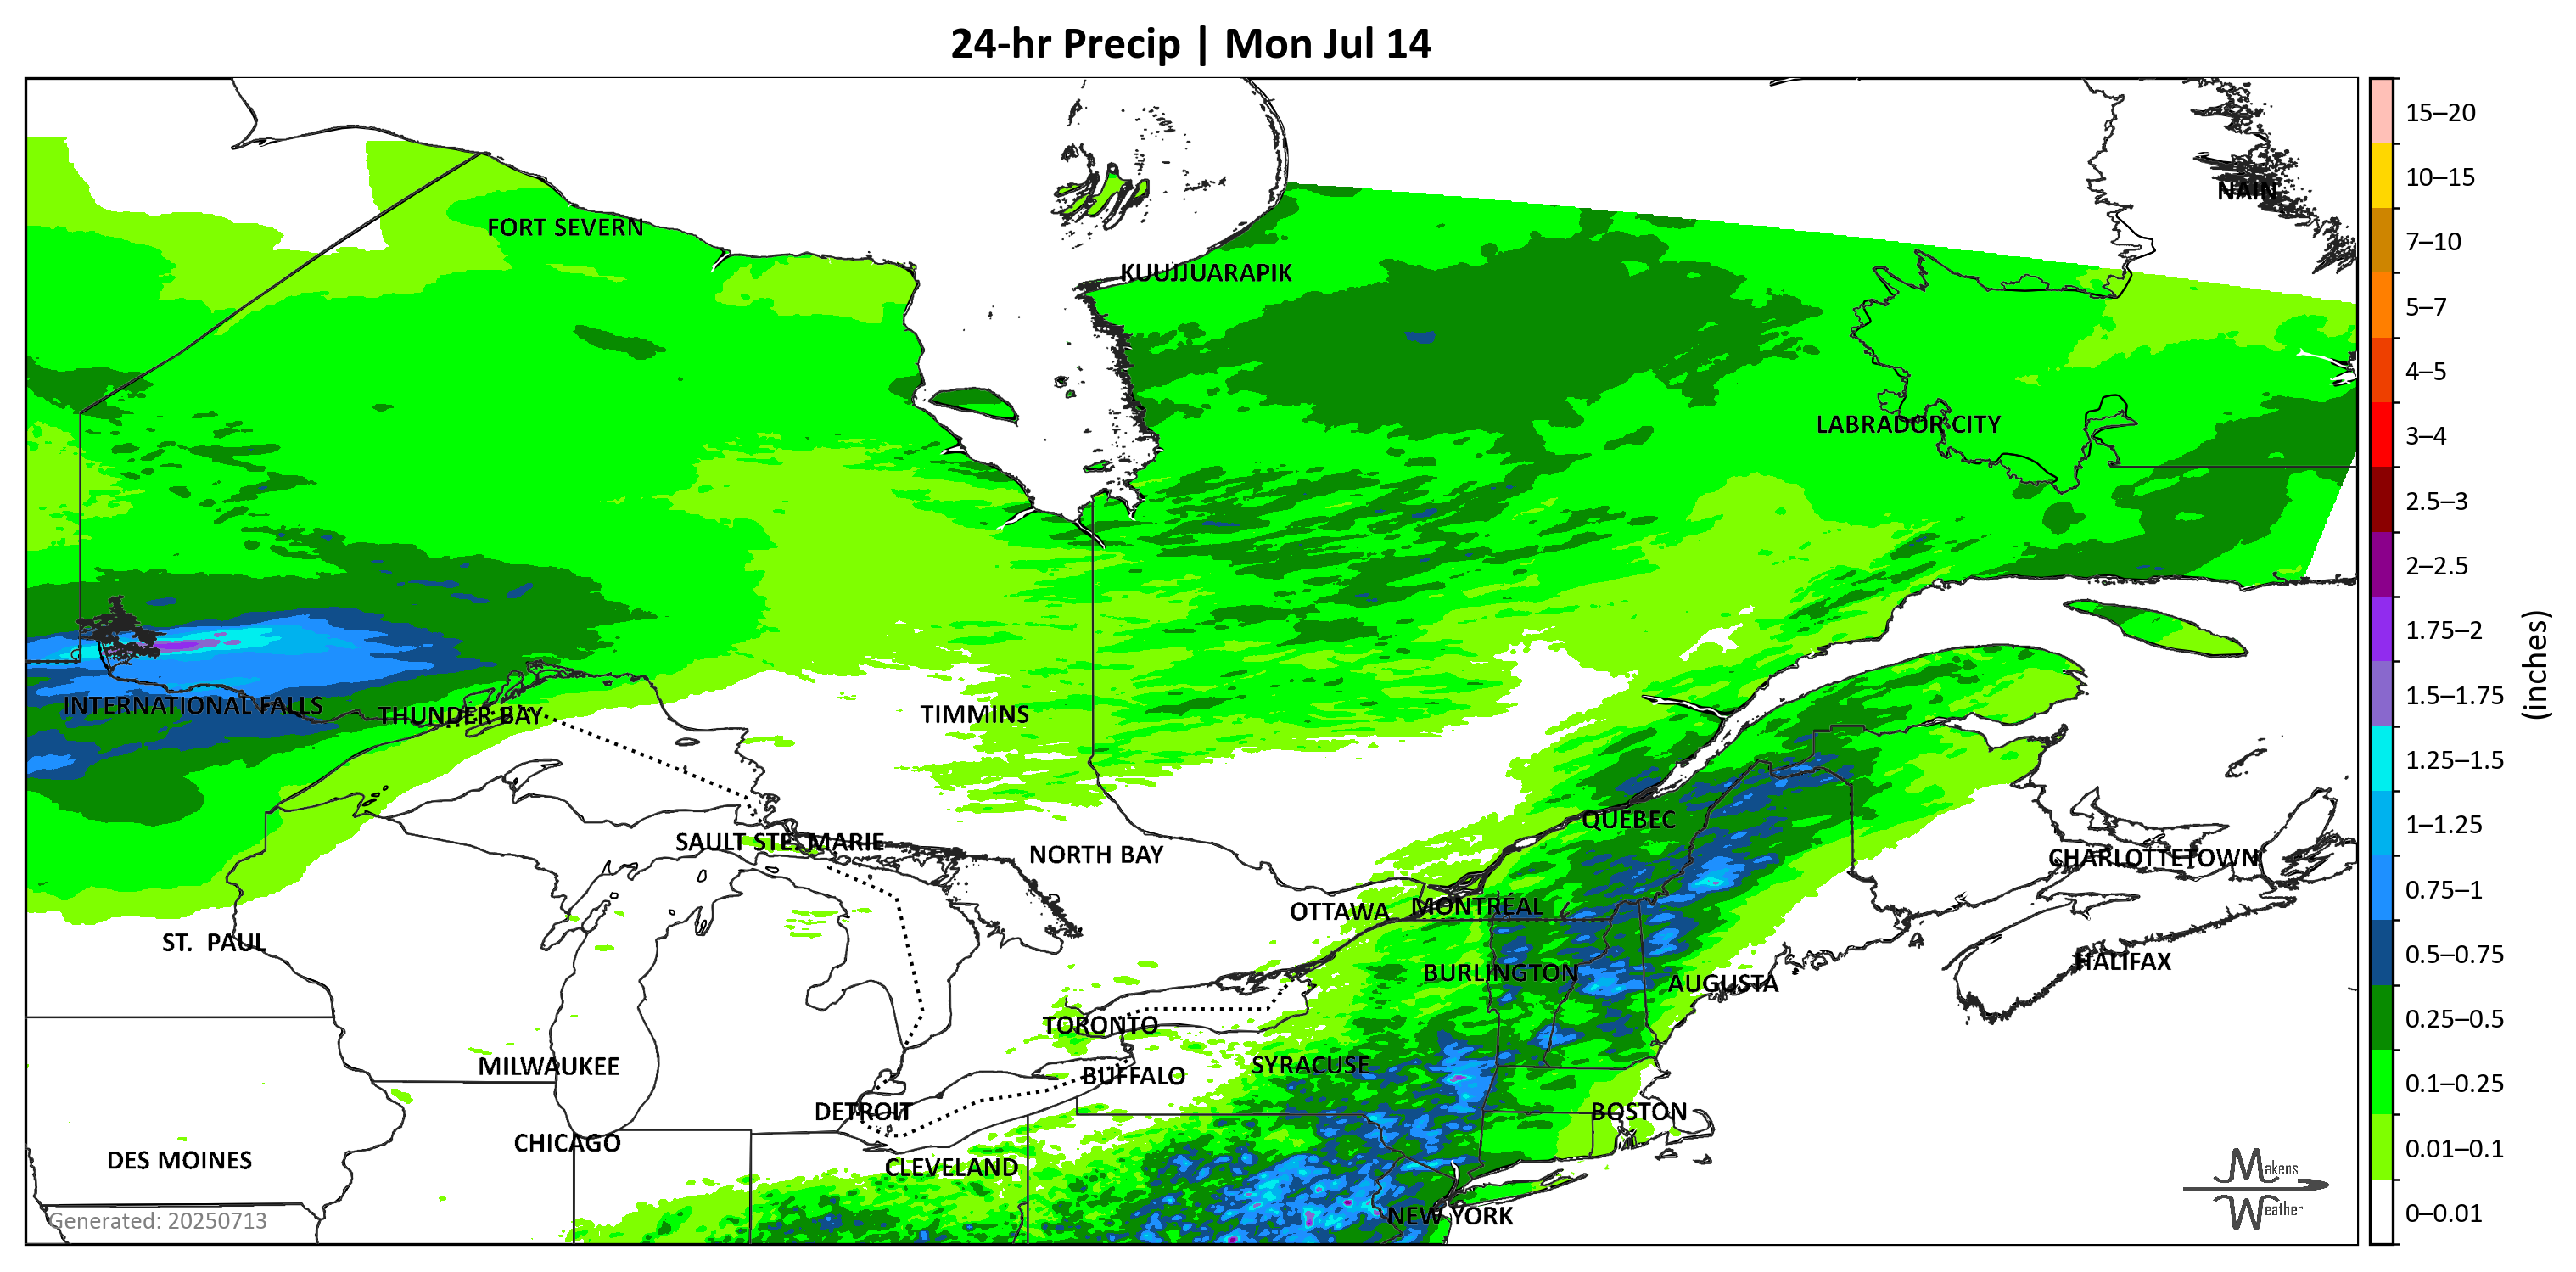 24-hr Precip | Mon Jul 14
NAIN
FORT SEVERN
KUUJJUARAPIK
LABRADOR CITY
INTERNATIONAL FALLS
THUNDER BAY
TIMMINS
QUEBEC
SAULT STE. MARIE
NORTH BAY
CHARLOTTETOWN
OTTAWA
MONTRÉAL
ST. PAUL
BURLINGTON
HALIFAX
AUGUSTA
TORONTO
SYRACUSE
MILWAUKEE
BUFFALO
DETROIT
BOSTON
CHICAGO
DES MOINES
CLEVELAND
NEW YORK
Generated: 20250713
Makens
Weather
15–20
10–15
7–10
5–7
4–5
3–4
2.5–3
2–2.5
1.75–2
1.5–1.75
1.25–1.5
1–1.25
0.75–1
0.5–0.75
0.25–0.5
0.1–0.25
0.01–0.1
0–0.01
(inches)